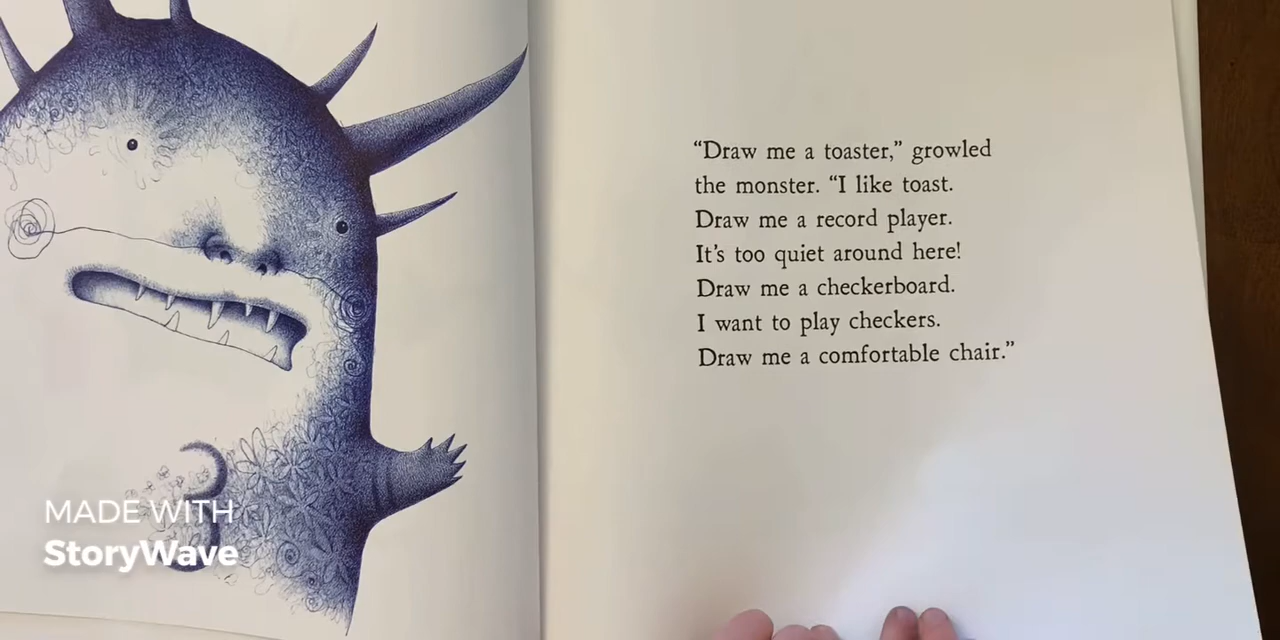 “Draw me a toaster,” growled
the monster. “I like toast.
Draw me a record player.
It’s too quiet around here!
Draw me a checkerboard.
I want to play checkers.
Draw me a comfortable chair.”
MADE WITH
StoryWave